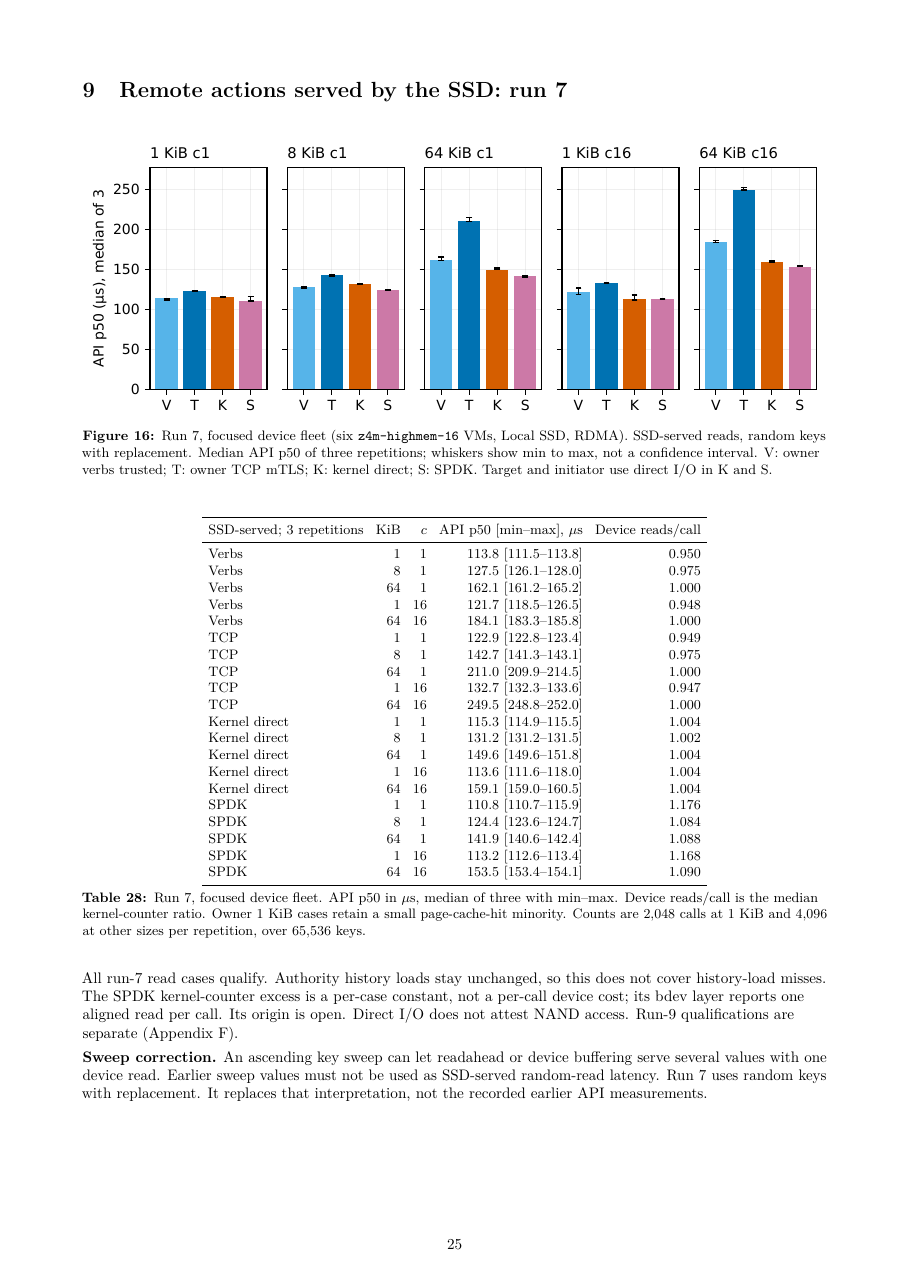 9 Remote actions served by the SSD: run 7
1 KiB c1
8 KiB c1
64 KiB c1
1 KiB c16
64 KiB c16
API p50 (µs), median of 3
250
200
150
100
50
0
V T K S
V T K S
V T K S
V T K S
V T K S
Figure 16: Run 7, focused device fleet (six z4m-highmem-16 VMs, Local SSD, RDMA). SSD-served reads, random keys
with replacement. Median API p50 of three repetitions; whiskers show min to max, not a confidence interval. V: owner
verbs trusted; T: owner TCP mTLS; K: kernel direct; S: SPDK. Target and initiator use direct I/O in K and S.
SSD-served; 3 repetitions KiB c API p50 [min–max], µs Device reads/call
Verbs 1 1 113.8 [111.5–113.8] 0.950
Verbs 8 1 127.5 [126.1–128.0] 0.975
Verbs 64 1 162.1 [161.2–165.2] 1.000
Verbs 1 16 121.7 [118.5–126.5] 0.948
Verbs 64 16 184.1 [183.3–185.8] 1.000
TCP 1 1 122.9 [122.8–123.4] 0.949
TCP 8 1 142.7 [141.3–143.1] 0.975
TCP 64 1 211.0 [209.9–214.5] 1.000
TCP 1 16 132.7 [132.3–133.6] 0.947
TCP 64 16 249.5 [248.8–252.0] 1.000
Kernel direct 1 1 115.3 [114.9–115.5] 1.004
Kernel direct 8 1 131.2 [131.2–131.5] 1.002
Kernel direct 64 1 149.6 [149.6–151.8] 1.004
Kernel direct 1 16 113.6 [111.6–118.0] 1.004
Kernel direct 64 16 159.1 [159.0–160.5] 1.004
SPDK 1 1 110.8 [110.7–115.9] 1.176
SPDK 8 1 124.4 [123.6–124.7] 1.084
SPDK 64 1 141.9 [140.6–142.4] 1.088
SPDK 1 16 113.2 [112.6–113.4] 1.168
SPDK 64 16 153.5 [153.4–154.1] 1.090
Table 28: Run 7, focused device fleet. API p50 in µs, median of three with min–max. Device reads/call is the median
kernel-counter ratio. Owner 1 KiB cases retain a small page-cache-hit minority. Counts are 2,048 calls at 1 KiB and 4,096
at other sizes per repetition, over 65,536 keys.
All run-7 read cases qualify. Authority history loads stay unchanged, so this does not cover history-load misses.
The SPDK kernel-counter excess is a per-case constant, not a per-call device cost; its bdev layer reports one
aligned read per call. Its origin is open. Direct I/O does not attest NAND access. Run-9 qualifications are
separate (Appendix F).
Sweep correction. An ascending key sweep can let readahead or device buffering serve several values with one
device read. Earlier sweep values must not be used as SSD-served random-read latency. Run 7 uses random keys
with replacement. It replaces that interpretation, not the recorded earlier API measurements.
25